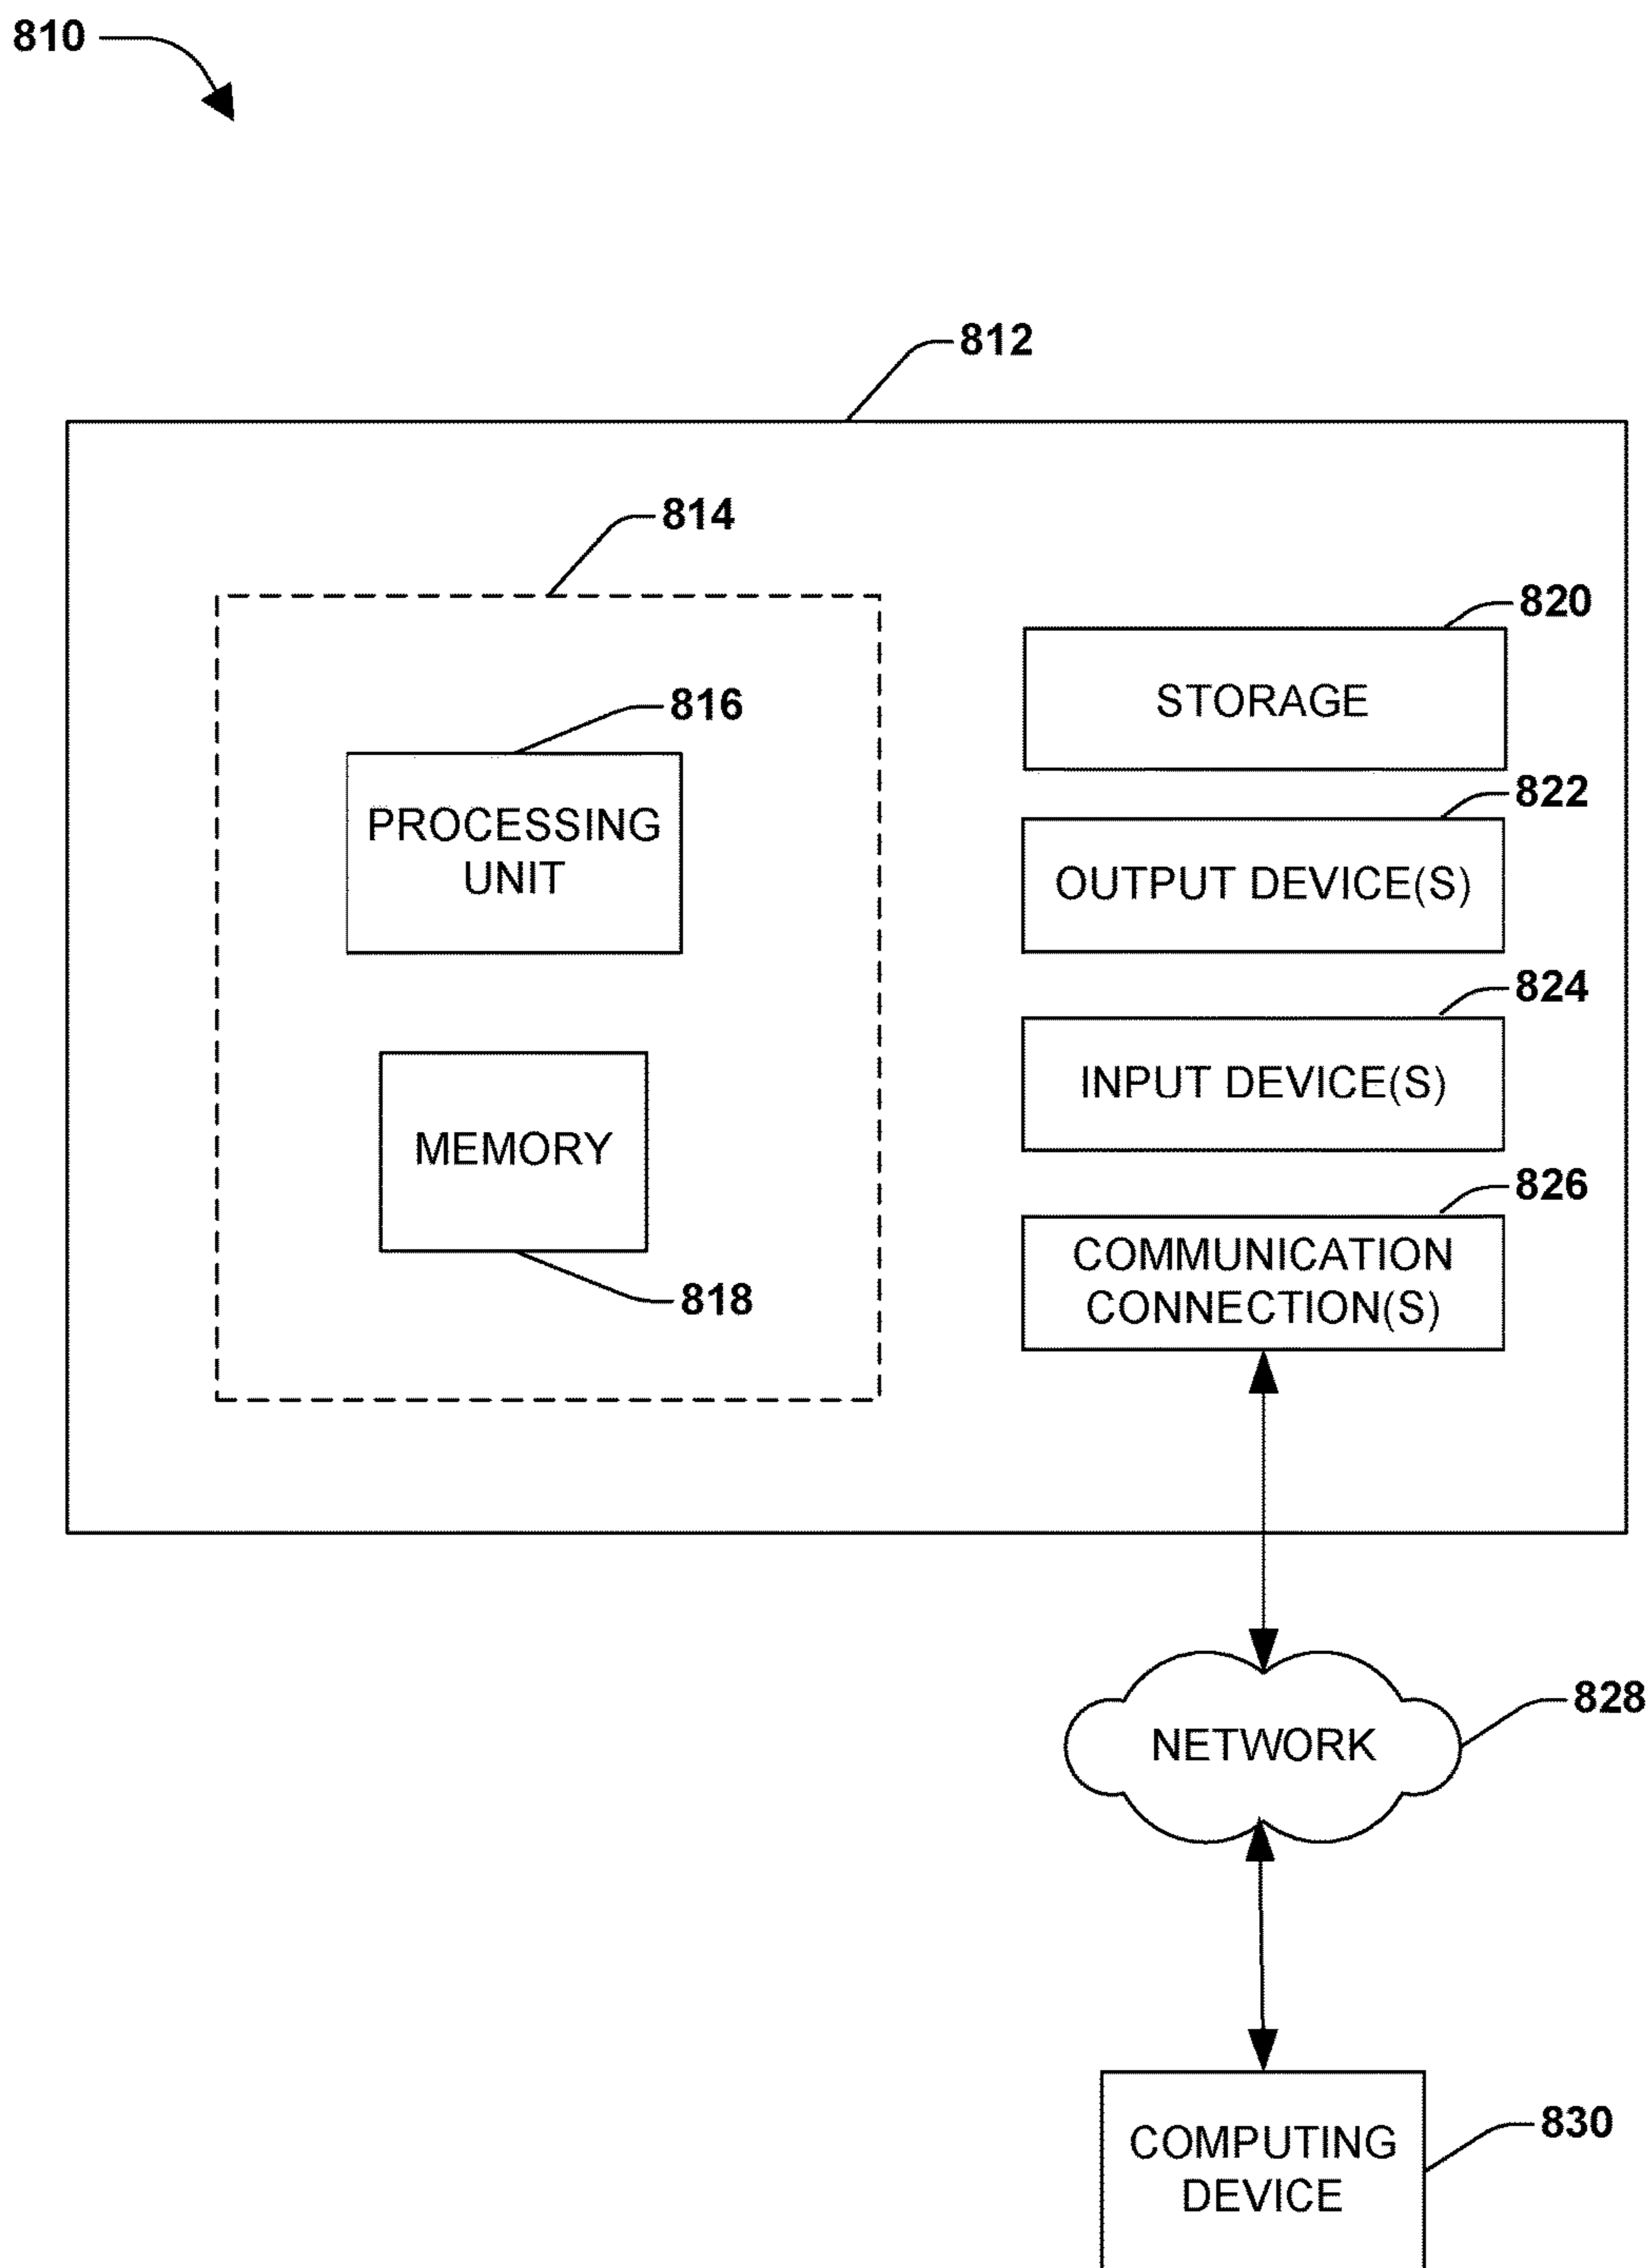 810
812
814
820
STORAGE
816
822
PROCESSING
UNIT
OUTPUT DEVICE(S)
824
INPUT DEVICE(S)
MEMORY
826
COMMUNICATION
CONNECTION(S)
818
828
NETWORK
830
COMPUTING
DEVICE